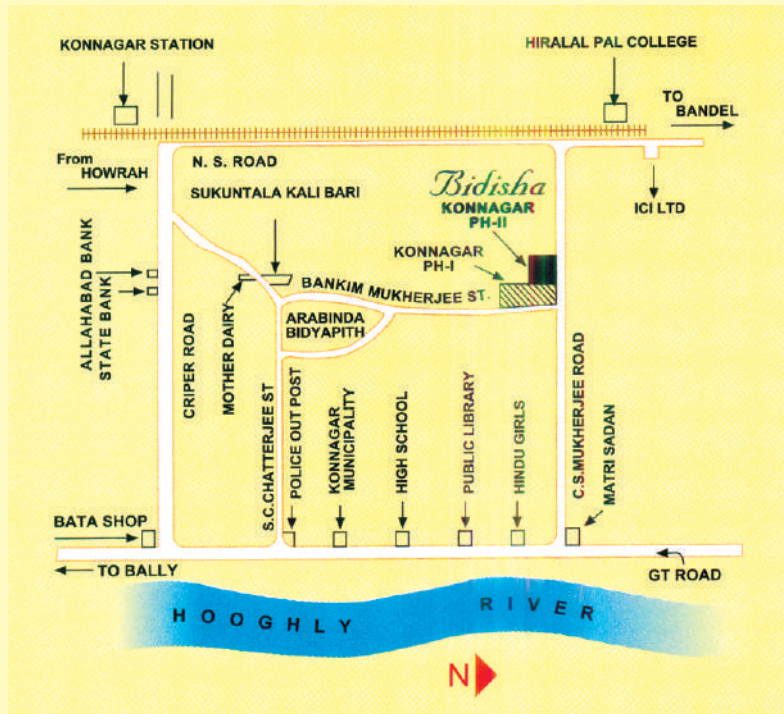 KONNAGAR STATION
HIRALAL PAL COLLEGE
TO
BANDEL
From
HOWRAH
N. S. ROAD
SUKUNTALA KALI BARI
Bidisha
KONNAGAR
PH-II
ICI LTD
KONNAGAR
PH-I
ALLAHABAD BANK
STATE BANK
BANKIM MUKHERJEE ST.
ARABINDA
BIDYAPITH
CRIPER ROAD
MOTHER DAIRY
S.C.CHATTERJEE ST
POLICE OUT POST
KONNAGAR
MUNICIPALITY
HIGH SCHOOL
PUBLIC LIBRARY
HINDU GIRLS
C.S.MUKHERJEE ROAD
MATRI SADAN
BATA SHOP
TO BALLY
GT ROAD
HOOGHLY RIVER
N